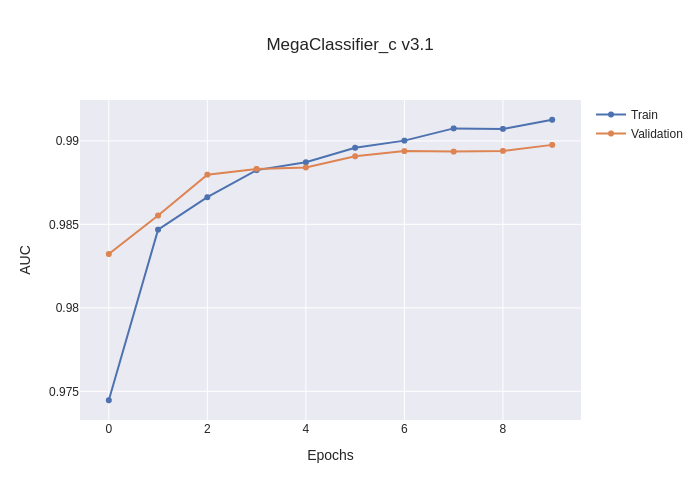 MegaClassifier_c v3.1
Train
Validation
0.99
0.985
0.98
0.975
AUC
0 2 4 6 8
Epochs